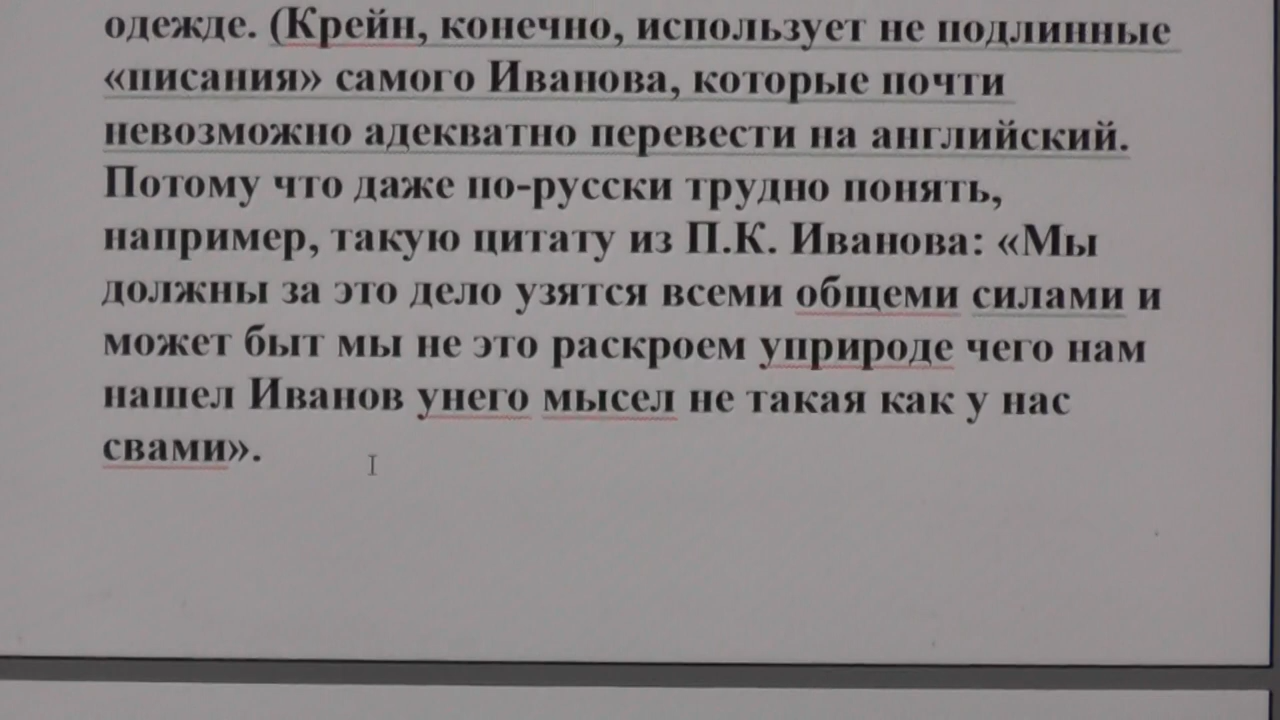 одежде. (Крейн, конечно, использует не подлинные
«писания» самого Иванова, которые почти
невозможно адекватно перевести на английский.
Потому что даже по-русски трудно понять,
например, такую цитату из П.К. Иванова: «Мы
должны за это дело узятся всеми общеми силами и
может быт мы не это раскроем уприроде чего нам
нашел Иванов унего мысел не такая как у нас
свами».